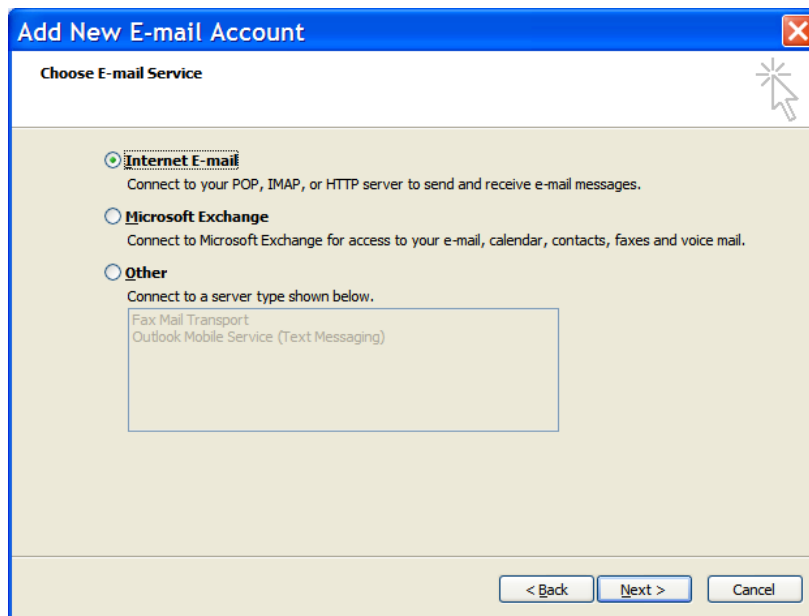 Add New E-mail Account
Choose E-mail Service
Internet E-mail
Connect to your POP, IMAP, or HTTP server to send and receive e-mail messages.
Microsoft Exchange
Connect to Microsoft Exchange for access to your e-mail, calendar, contacts, faxes and voice mail.
Other
Connect to a server type shown below.
Fax Mail Transport
Outlook Mobile Service (Text Messaging)
< Back Next > Cancel